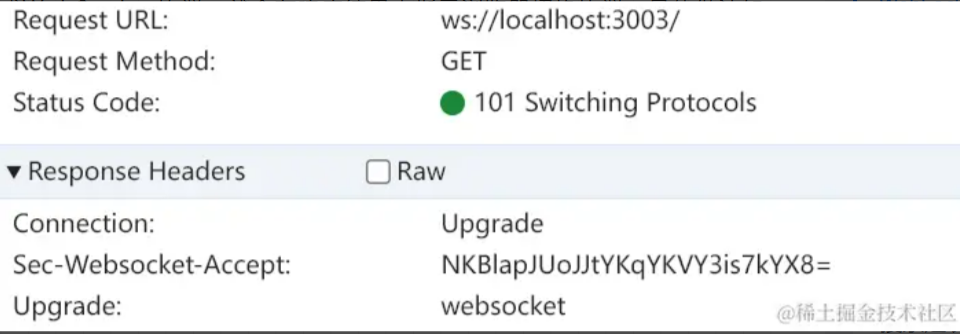 Request URL: ws://localhost:3003/
Request Method: GET
Status Code: 101 Switching Protocols
Response Headers Raw
Connection: Upgrade
Sec-Websocket-Accept: NKBlapJUoJJtYKqYKVY3is7kYX8=
Upgrade: websocket
@稀土掘金技术社区